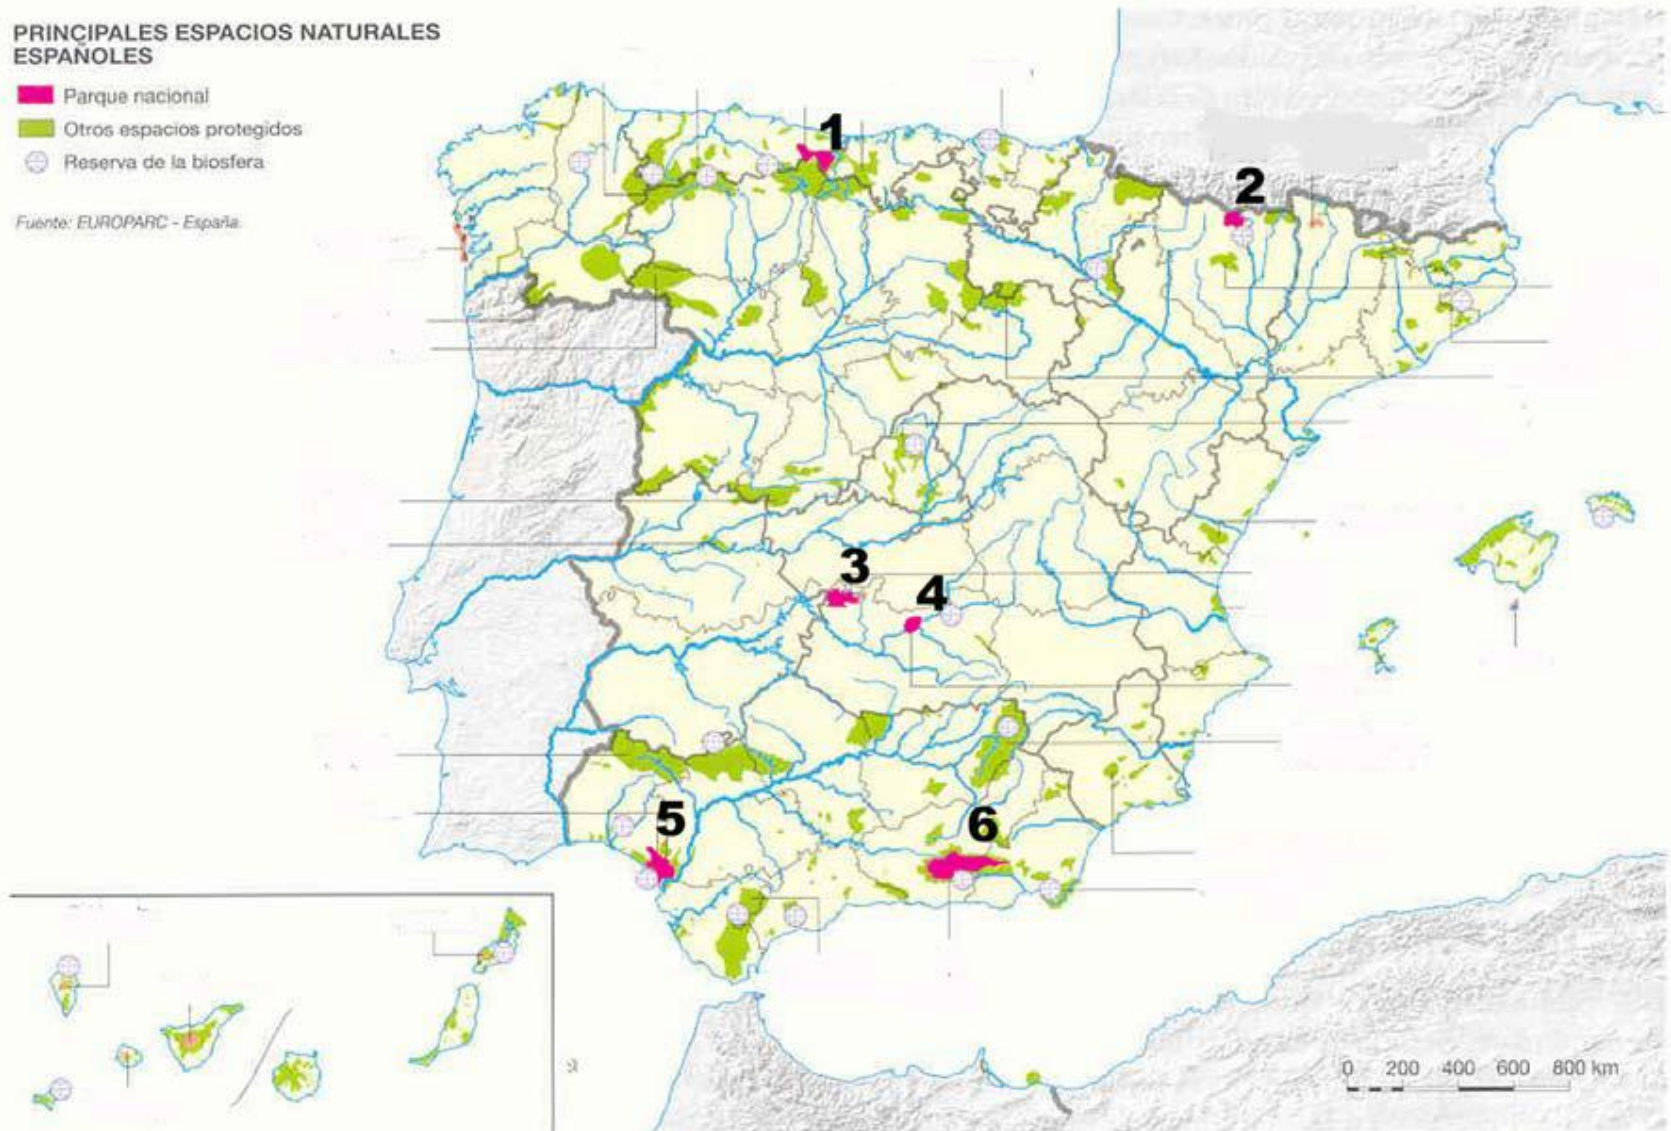 PRINCIPALES ESPACIOS NATURALES
ESPAÑOLES
Parque nacional
Otros espacios protegidos
Reserva de la biosfera
Fuente: EUROPARC - España.
1
2
3
4
5
6
0 200 400 600 800 km